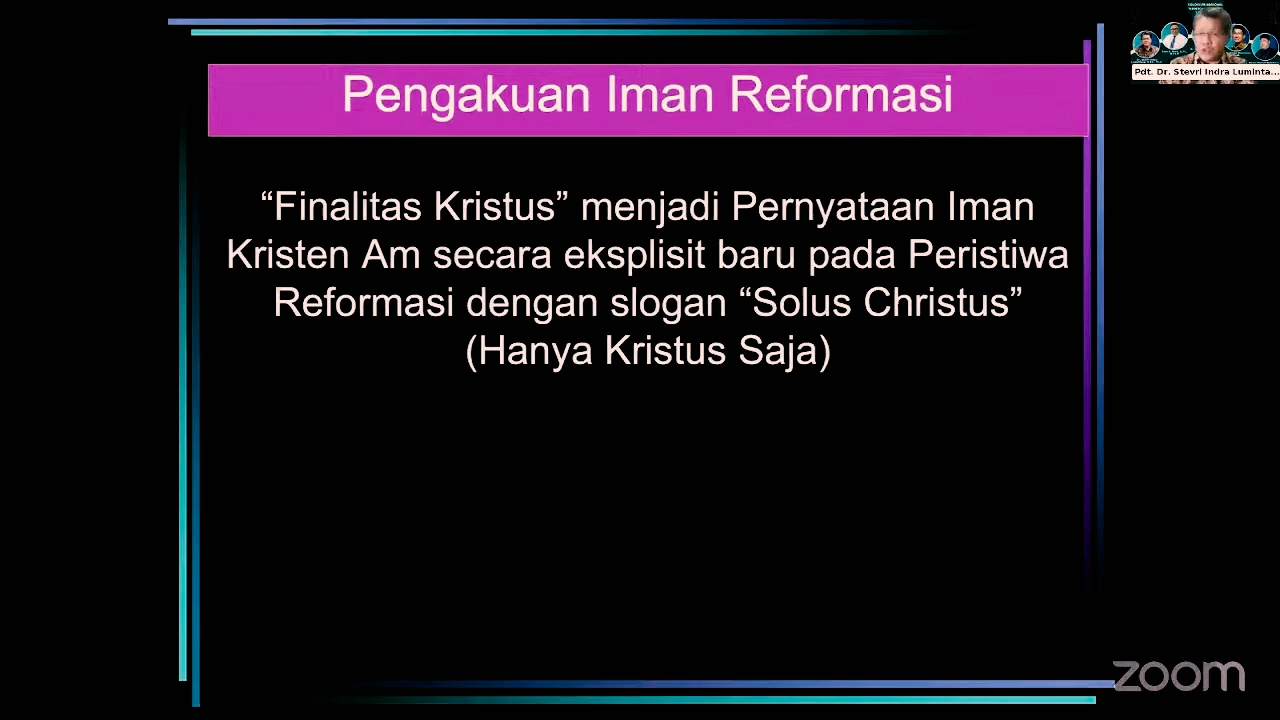 Pengakuan Iman Reformasi
“Finalitas Kristus” menjadi Pernyataan Iman
Kristen Am secara eksplisit baru pada Peristiwa
Reformasi dengan slogan “Solus Christus”
(Hanya Kristus Saja)
Pdt. Dr. Stevri Indra Luminta...
zoom